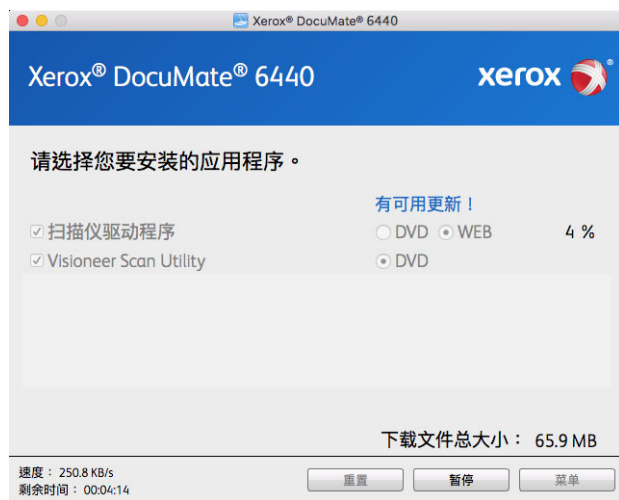 Xerox® DocuMate® 6440
Xerox® DocuMate® 6440
xerox
请选择您要安装的应用程序。
有可用更新！
扫描仪驱动程序 DVD WEB 4 %
Visioneer Scan Utility DVD
下载文件总大小： 65.9 MB
速度： 250.8 KB/s
剩余时间： 00:04:14
重置 暂停 菜单